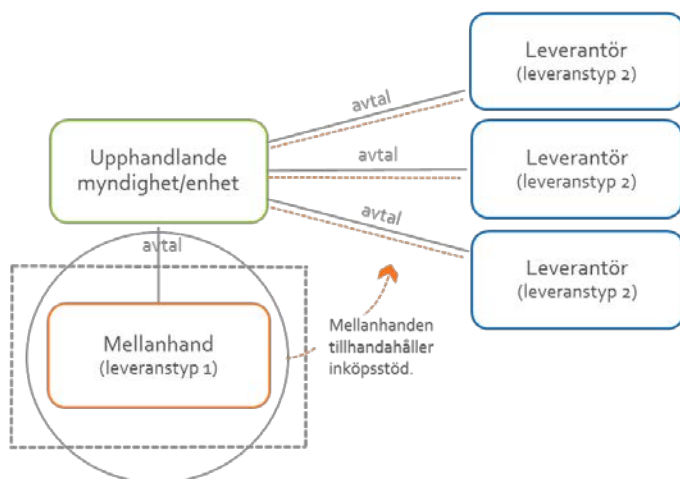 Leverantör
(leveranstyp 2)
avtal
Upphandlande
myndighet/enhet
avtal
Leverantör
(leveranstyp 2)
avtal
avtal
Leverantör
(leveranstyp 2)
Mellanhand
(leveranstyp 1)
Mellanhanden
tillhandahåller
inköpsstöd.